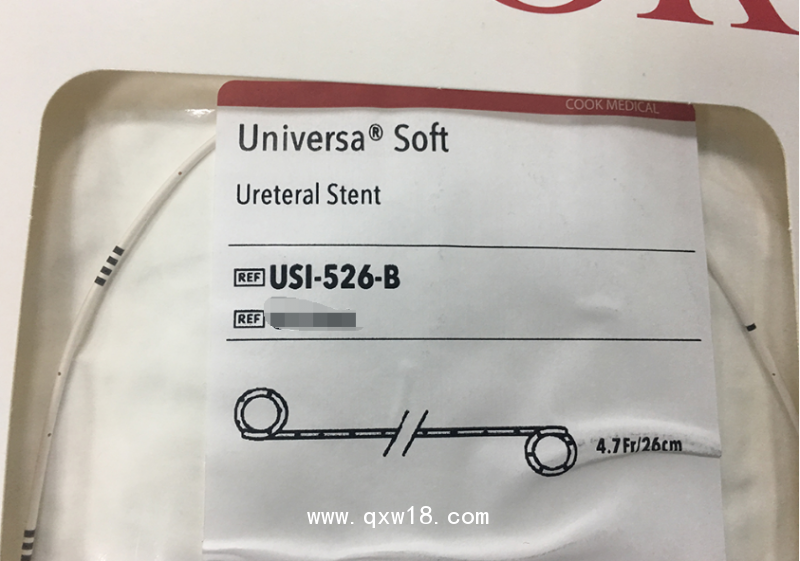 COOK MEDICAL
Universa® Soft
Ureteral Stent
REF USI-526-B
REF
4.7Fr/26cm
www.qxw18.com